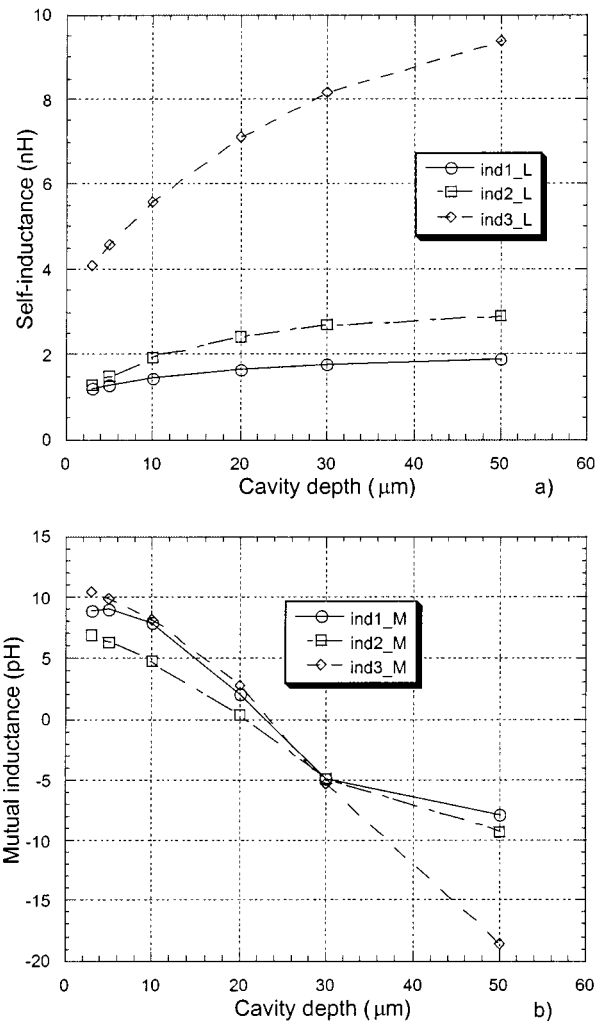 10
8
6
4
2
0
Self-inductance (nH)
ind1_L
ind2_L
ind3_L
0 10 20 30 40 50 60
Cavity depth (μm) a)
15
10
5
0
-5
-10
-15
-20
Mutual inductance (pH)
ind1_M
ind2_M
ind3_M
0 10 20 30 40 50 60
Cavity depth (μm) b)